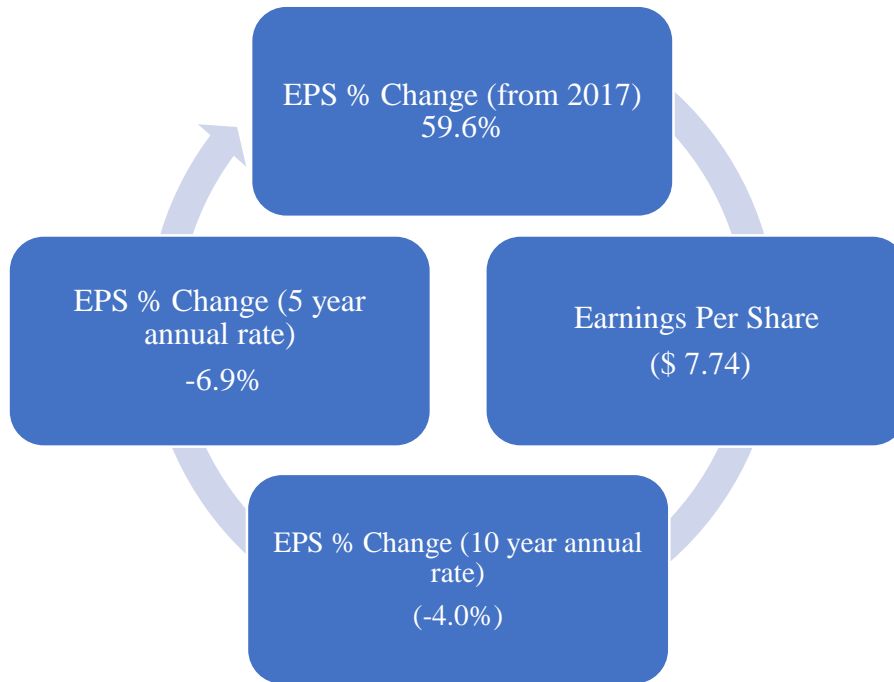 EPS % Change (from 2017)
59.6%
EPS % Change (5 year
annual rate)
-6.9%
Earnings Per Share
($ 7.74)
EPS % Change (10 year annual
rate)
(-4.0%)